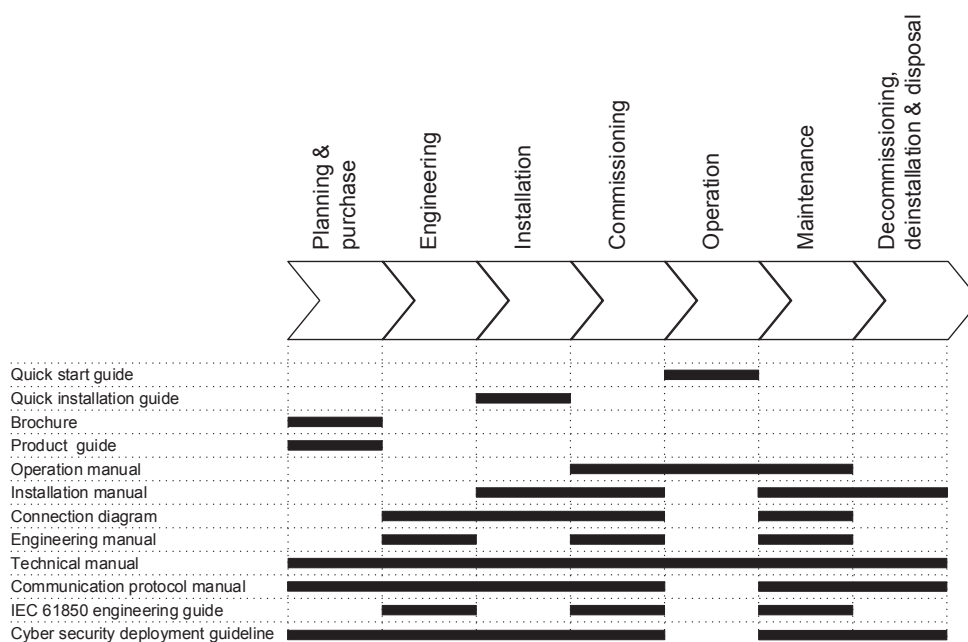 Planning &
purchase
Engineering
Installation
Commissioning
Operation
Maintenance
Decommissioning,
deinstallation & disposal
Quick start guide
Quick installation guide
Brochure
Product guide
Operation manual
Installation manual
Connection diagram
Engineering manual
Technical manual
Communication protocol manual
IEC 61850 engineering guide
Cyber security deployment guideline